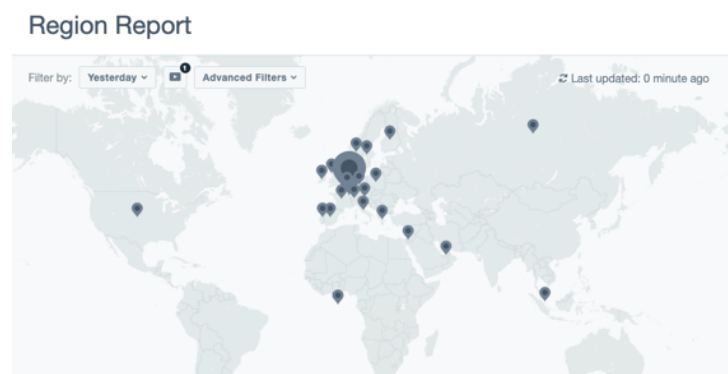 Region Report
Filter by: Yesterday 1 Advanced Filters Last updated: 0 minute ago